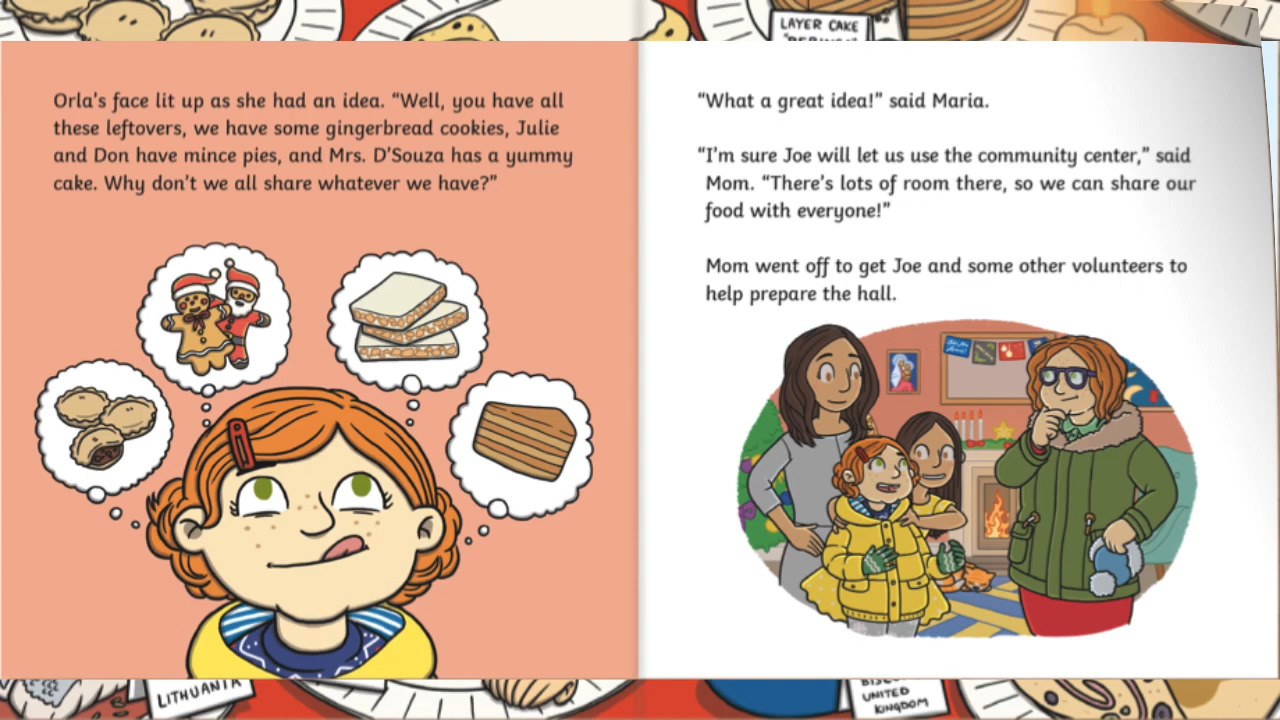 LAYER CAKE
Orla's face lit up as she had an idea. “Well, you have all
these leftovers, we have some gingerbread cookies, Julie
and Don have mince pies, and Mrs. D'Souza has a yummy
cake. Why don't we all share whatever we have?”
“What a great idea!” said Maria.
“I'm sure Joe will let us use the community center,” said
Mom. “There's lots of room there, so we can share our
food with everyone!”
Mom went off to get Joe and some other volunteers to
help prepare the hall.
LITHUANIA
UNITED
KINGDOM